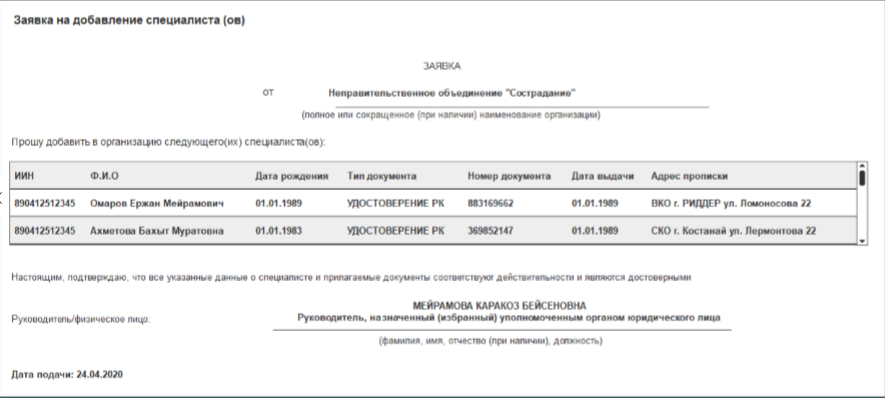 Заявка на добавление специалиста (ов)
ЗАЯВКА
от Неправительственное объединение "Сострадание"
(полное или сокращенное (при наличии) наименование организации)
Прошу добавить в организацию следующего(их) специалиста(ов):
ИИН Ф.И.О Дата рождения Тип документа Номер документа Дата выдачи Адрес прописки
890412512345 Омаров Ержан Мейрамович 01.01.1989 УДОСТОВЕРЕНИЕ РК 883169662 01.01.1989 ВКО г. РИДДЕР ул. Ломоносова 22
890412512345 Ахметова Бахыт Муратовна 01.01.1983 УДОСТОВЕРЕНИЕ РК 369852147 01.01.1989 СКО г. Костанай ул. Лермонтова 22
Настоящим, подтверждаю, что все указанные данные о специалисте и прилагаемые документы соответствуют действительности и являются достоверными
МЕЙРАМОВА КАРАКОЗ БЕЙСЕНОВНА
Руководитель/физическое лицо: Руководитель, назначенный (избранный) уполномоченным органом юридического лица
(фамилия, имя, отчество (при наличии), должность)
Дата подачи: 24.04.2020